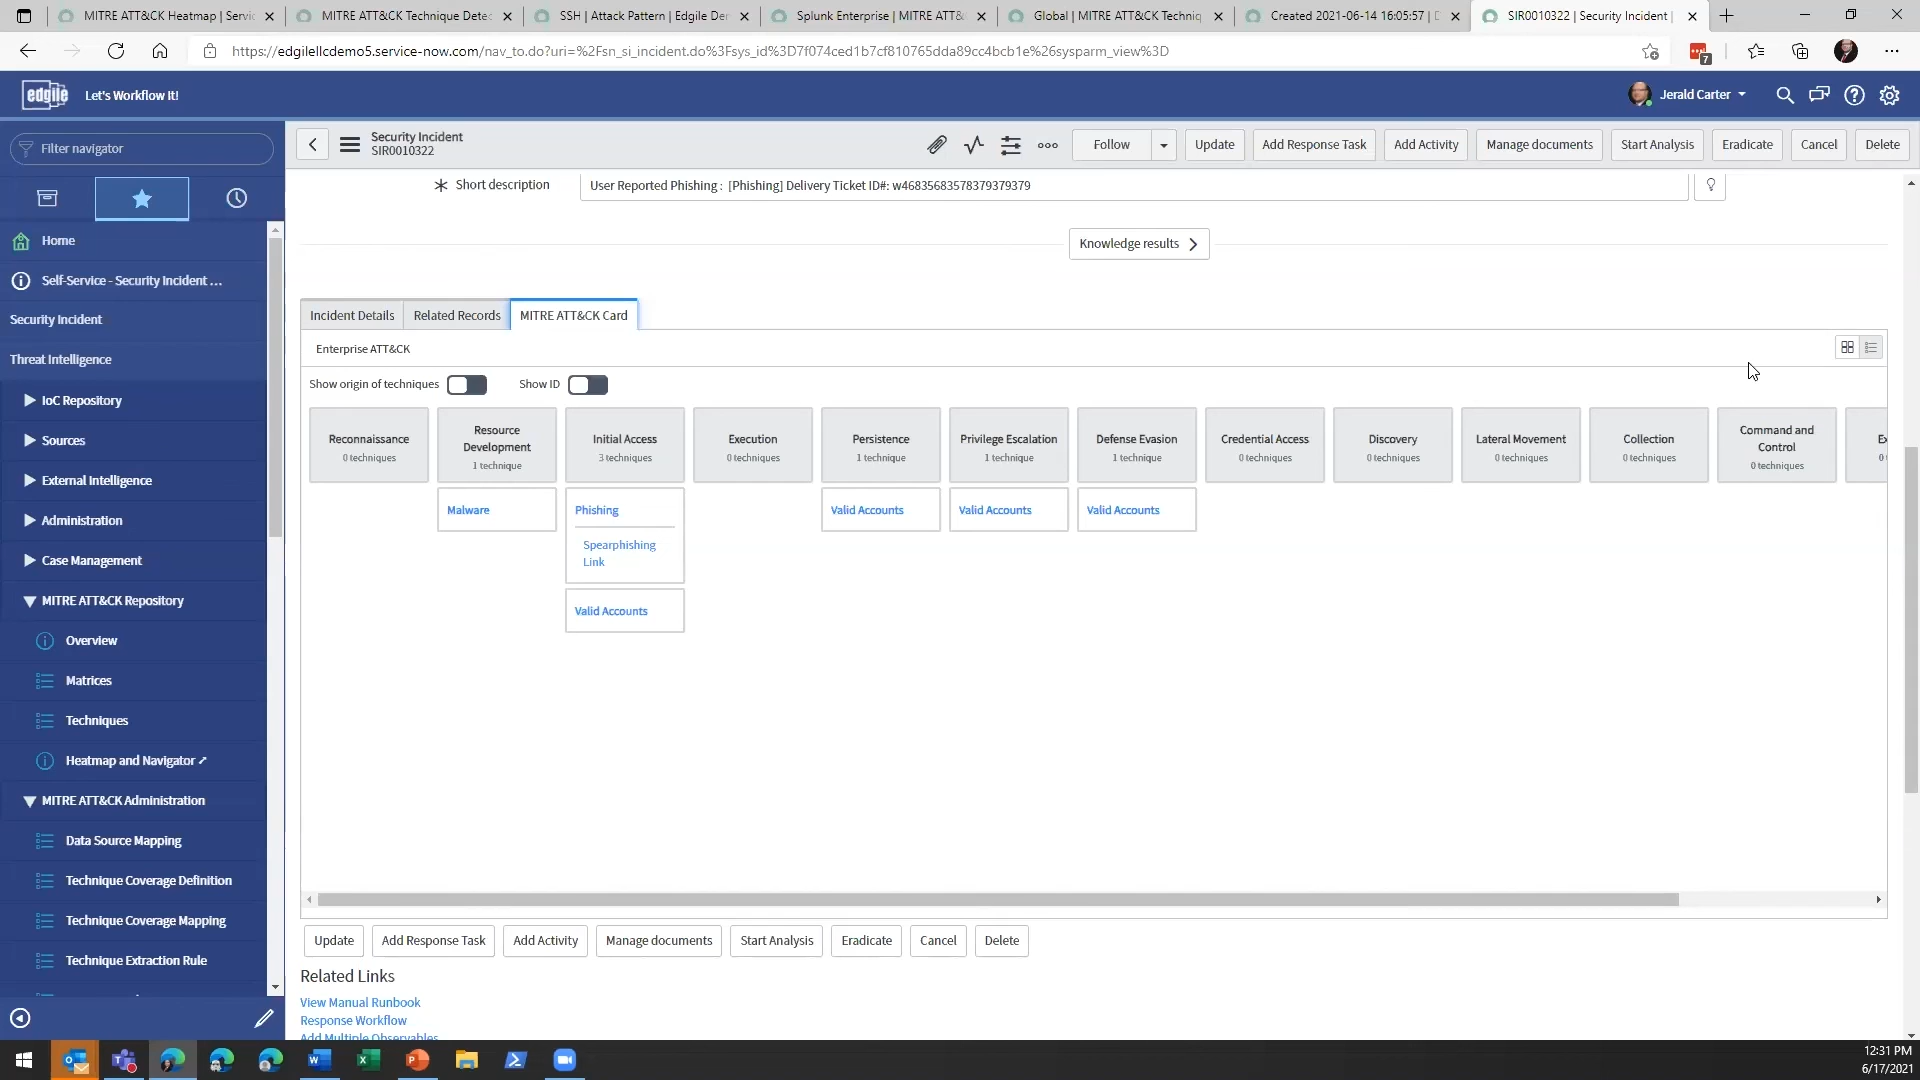 MITRE ATT&CK Heatmap | Servic
MITRE ATT&CK Technique Detec
SSH | Attack Pattern | Edgile Der
Splunk Enterprise | MITRE ATT&
Global | MITRE ATT&CK Techniq
Created 2021-06-14 16:05:57 |
SIR0010322 | Security Incident |
https://edgilellcdemo5.service-now.com/nav_to.do?uri=%2Fsn_si_incident.do%3Fsys_id%3D7f074ced1b7cf810765dda89cc4bcb1e%26sysparm_view%3D
7
edgile
Let's Workflow It!
Jerald Carter
Filter navigator
Security Incident
SIR0010322
Follow
Update
Add Response Task
Add Activity
Manage documents
Start Analysis
Eradicate
Cancel
Delete
Home
Self-Service - Security Incident ...
Security Incident
Threat Intelligence
IoC Repository
Sources
External Intelligence
Administration
Case Management
MITRE ATT&CK Repository
Overview
Matrices
Techniques
Heatmap and Navigator
MITRE ATT&CK Administration
Data Source Mapping
Technique Coverage Definition
Technique Coverage Mapping
Technique Extraction Rule
Short description
User Reported Phishing : [Phishing] Delivery Ticket ID#: w46835683578379379379
Knowledge results
Incident Details
Related Records
MITRE ATT&CK Card
Enterprise ATT&CK
Show origin of techniques
Show ID
Reconnaissance
0 techniques
Resource
Development
1 technique
Malware
Initial Access
3 techniques
Phishing
Spearphishing
Link
Valid Accounts
Execution
0 techniques
Persistence
1 technique
Valid Accounts
Privilege Escalation
1 technique
Valid Accounts
Defense Evasion
1 technique
Valid Accounts
Credential Access
0 techniques
Discovery
0 techniques
Lateral Movement
0 techniques
Collection
0 techniques
Command and
Control
0 techniques
Update
Add Response Task
Add Activity
Manage documents
Start Analysis
Eradicate
Cancel
Delete
Related Links
View Manual Runbook
Response Workflow
Add Multiple Observables
12:31 PM
6/17/2021